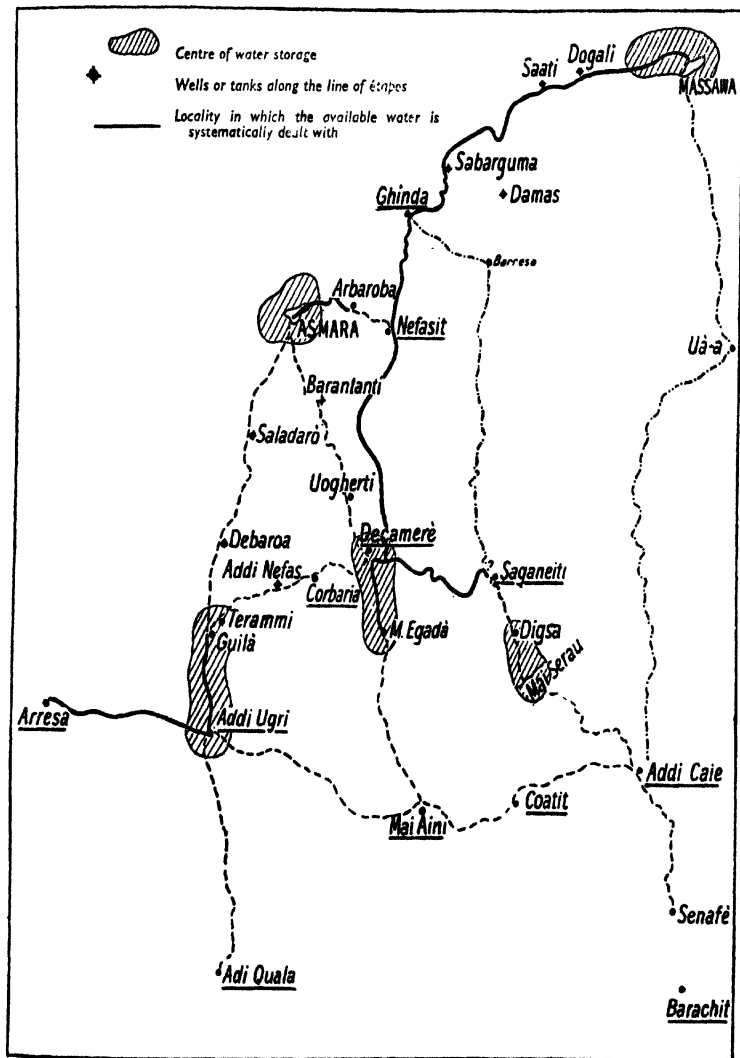 Centre of water storage
Wells or tanks along the line of étapes
Locality in which the available water is
systematically dealt with
Dogali
Saati
MASSAWA
Sabarguma
Damas
Ghinda
Barresa
Arbaroba
ASMARA
Nefasit
Uà-a
Barantanti
Saladarò
Uogherti
Decamerè
Debaroa
Addi Nefas
Corbaria
Saganeiti
Terammi
Guilà
M. Egadà
Digsa
Mai Serau
Arresa
Addi Ugri
Addi Caie
Coatit
Mai Aini
Senafè
Adi Quala
Barachit